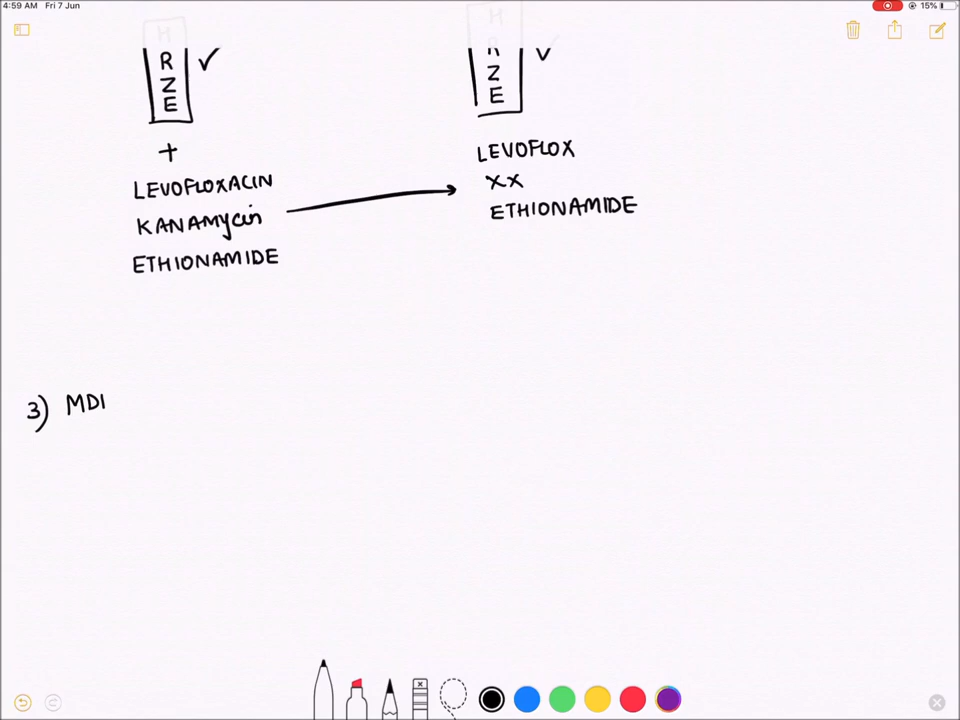 4:59 AM Fri 7 Jun
15%
H
R ✓
Z
E
+
LEVOFLOXACIN
KANAMycin
ETHIONAMIDE
H
R ✓
Z
E
LEVOFLOX
XX
ETHIONAMIDE
3) MDI